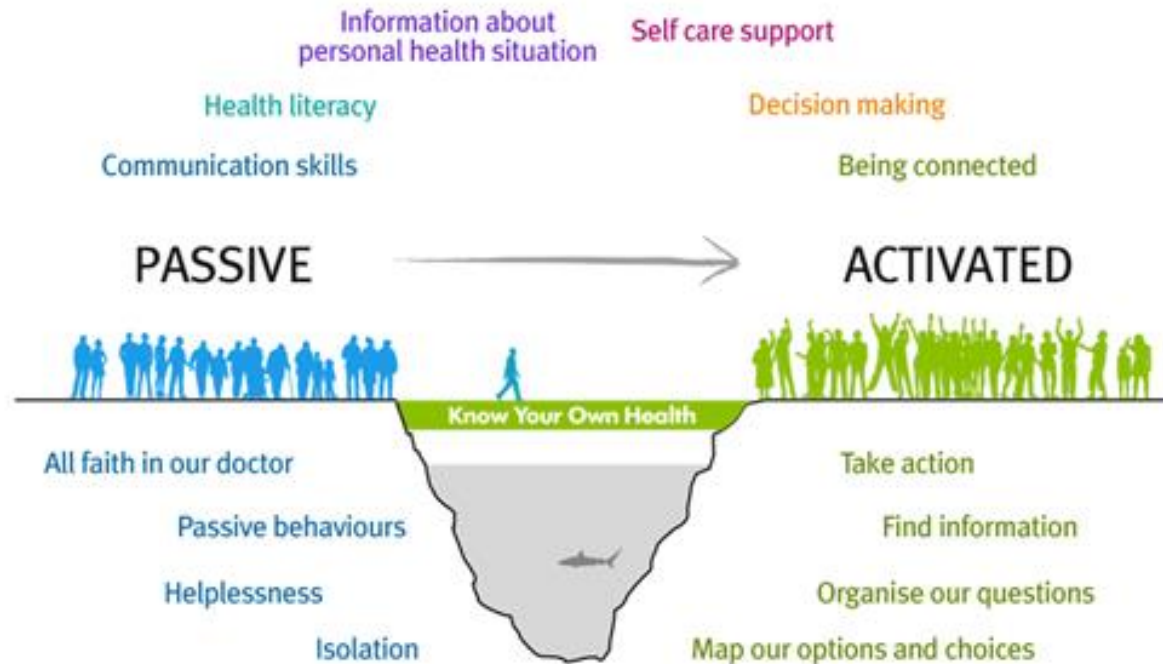 Information about
personal health situation
Self care support
Health literacy
Decision making
Communication skills
Being connected
PASSIVE
ACTIVATED
Know Your Own Health
All faith in our doctor
Take action
Passive behaviours
Find information
Helplessness
Organise our questions
Isolation
Map our options and choices